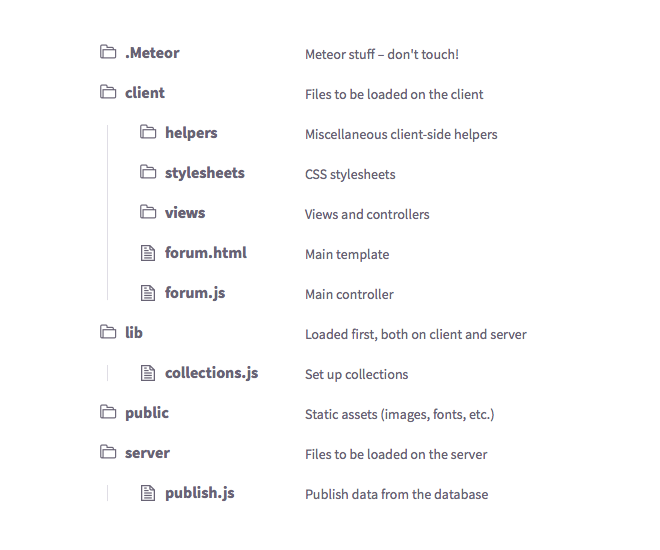 .Meteor Meteor stuff – don't touch!
client Files to be loaded on the client
helpers Miscellaneous client-side helpers
stylesheets CSS stylesheets
views Views and controllers
forum.html Main template
forum.js Main controller
lib Loaded first, both on client and server
collections.js Set up collections
public Static assets (images, fonts, etc.)
server Files to be loaded on the server
publish.js Publish data from the database